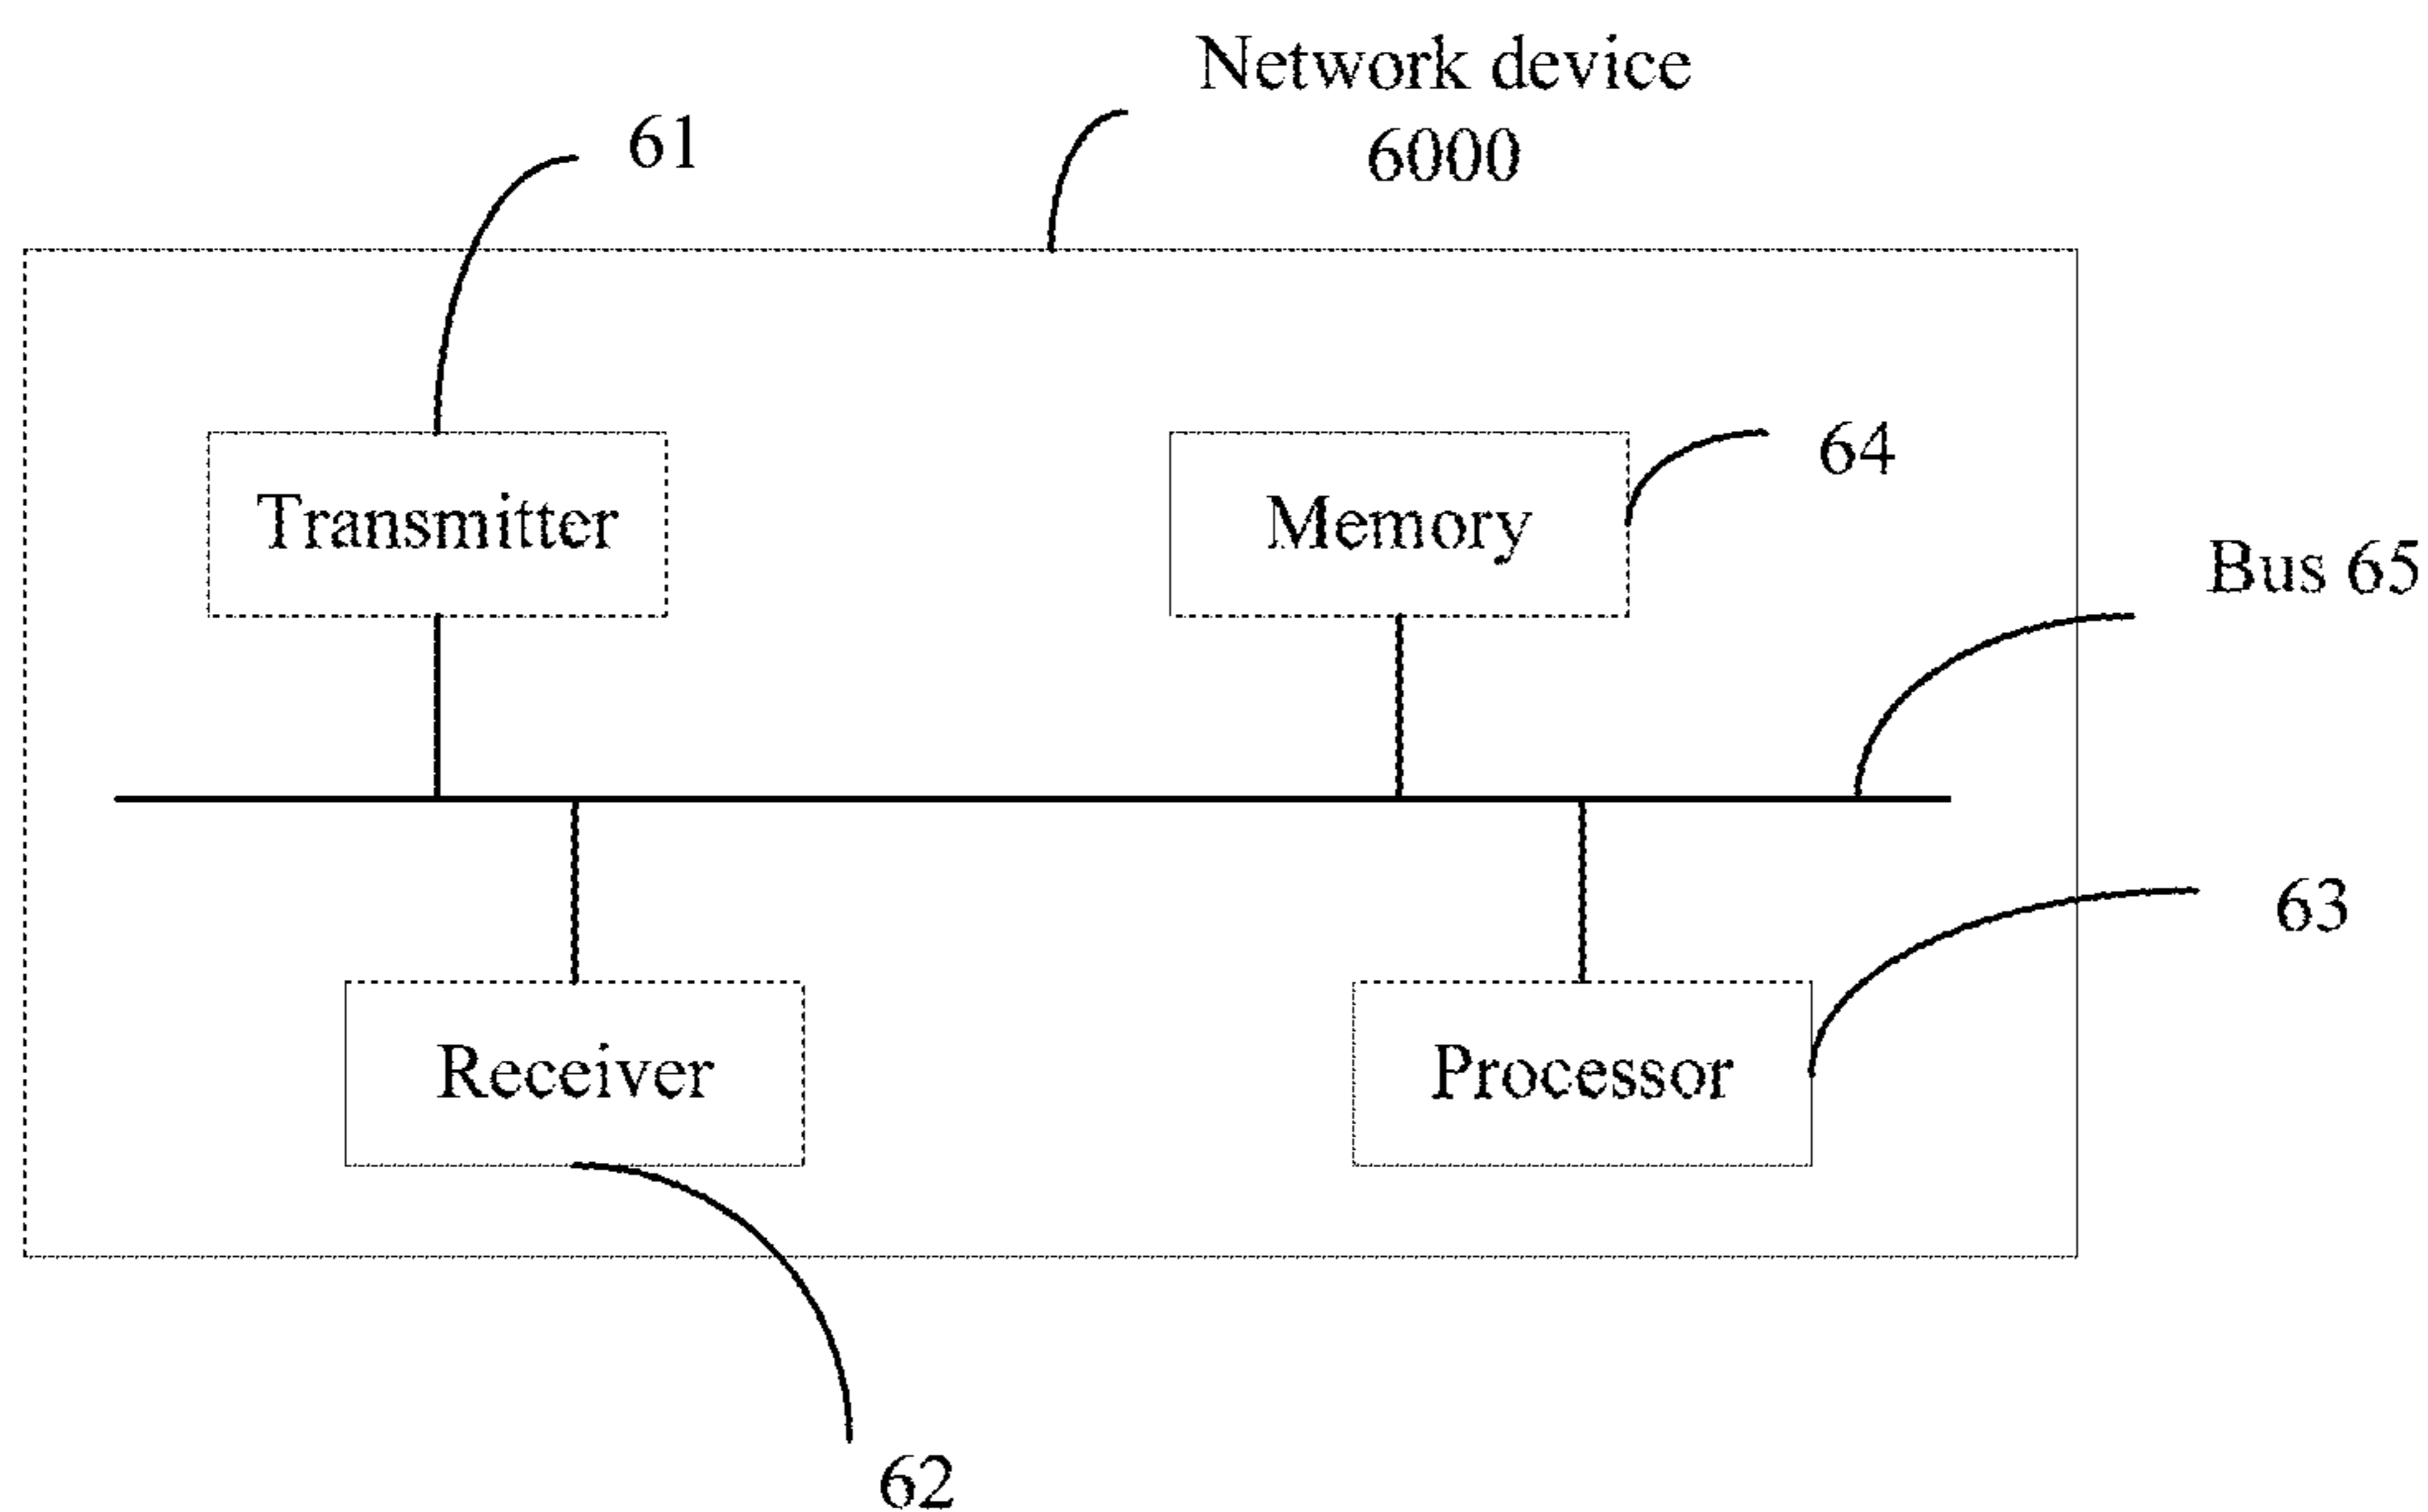 Network device
6000
61
Transmitter
Memory
64
Bus 65
63
Receiver
Processor
62